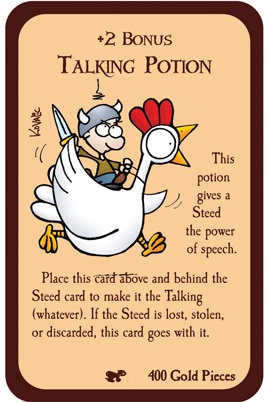 +2 Bonus
Talking Potion
Kovalic
This
potion
gives a
Steed
the power
of speech.
Place this card above and behind the
Steed card to make it the Talking
(whatever). If the Steed is lost, stolen,
or discarded, this card goes with it.
400 Gold Pieces